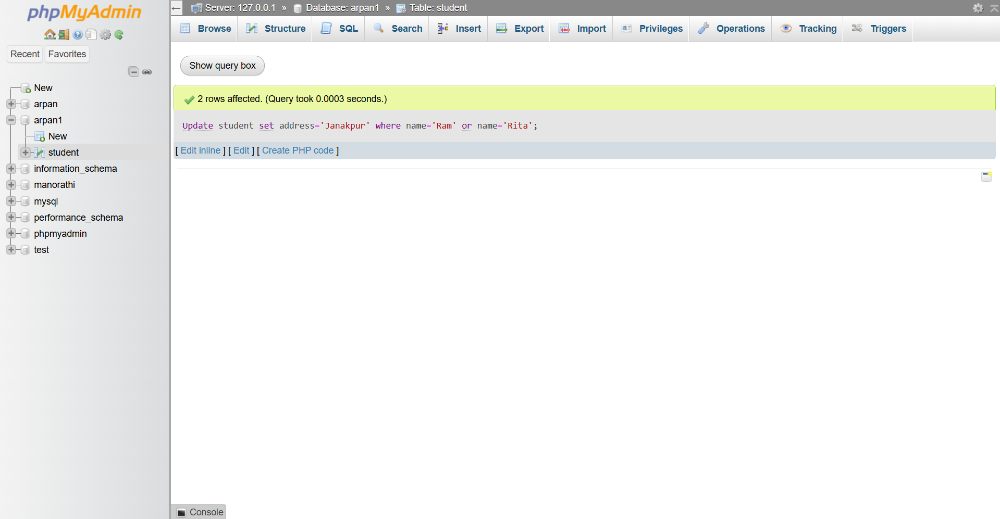 phpMyAdmin
Recent Favorites
New
arpan
arpan1
New
student
information_schema
manorathi
mysql
performance_schema
phpmyadmin
test
← Server: 127.0.0.1 » Database: arpan1 » Table: student
Browse Structure SQL Search Insert Export Import Privileges Operations Tracking Triggers
Show query box
2 rows affected. (Query took 0.0003 seconds.)
Update student set address='Janakpur' where name='Ram' or name='Rita';
[ Edit inline ] [ Edit ] [ Create PHP code ]
Console